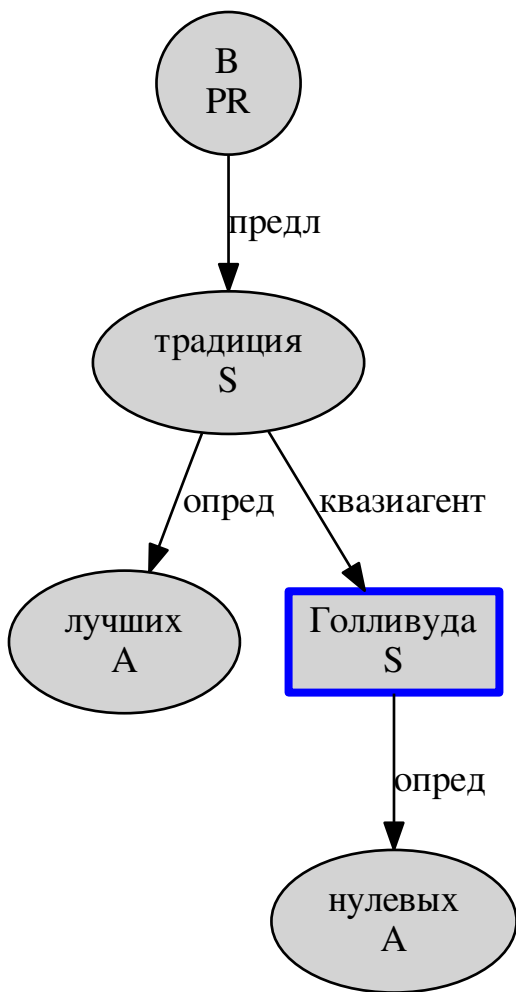 В
PR
предл
традиция
S
опред
квазиагент
лучших
A
Голливуда
S
опред
нулевых
A